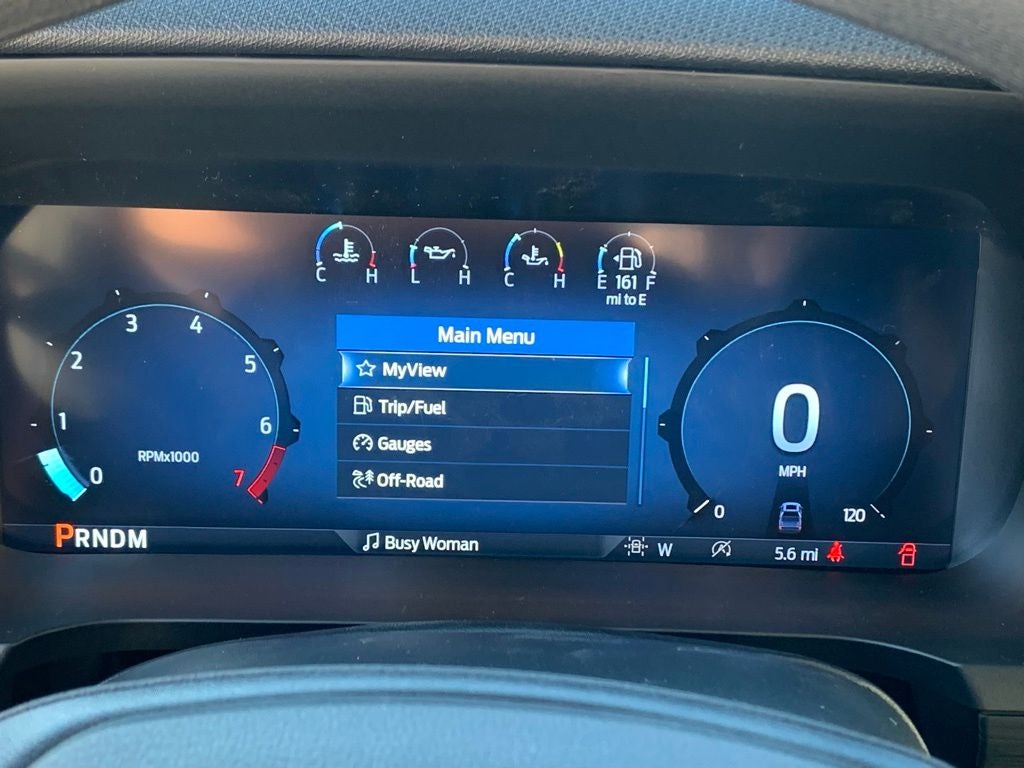 C H
L H
C H
E 161 F
mi to E
Main Menu
MyView
Trip/Fuel
Gauges
Off-Road
0
1
2
3
4
5
6
7
RPMx1000
0
MPH
0
120
PRNDM
Busy Woman
W
5.6 mi